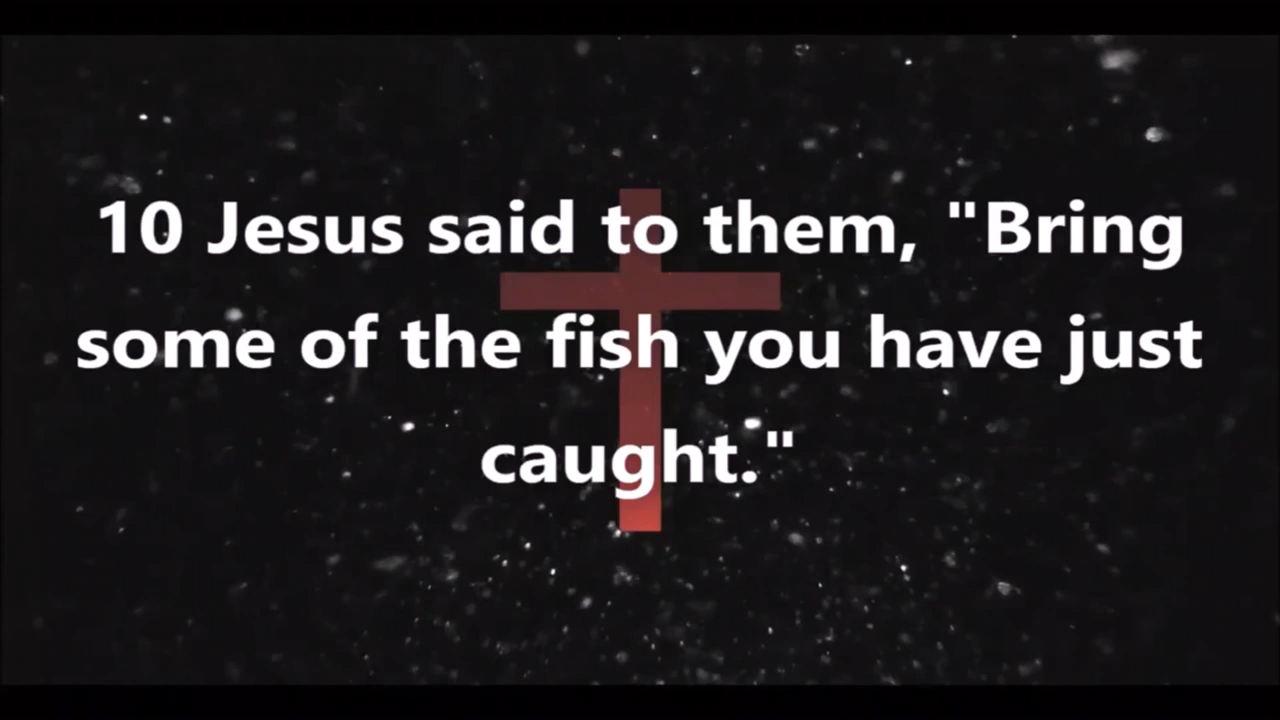 10 Jesus said to them, "Bring
some of the fish you have just
caught."